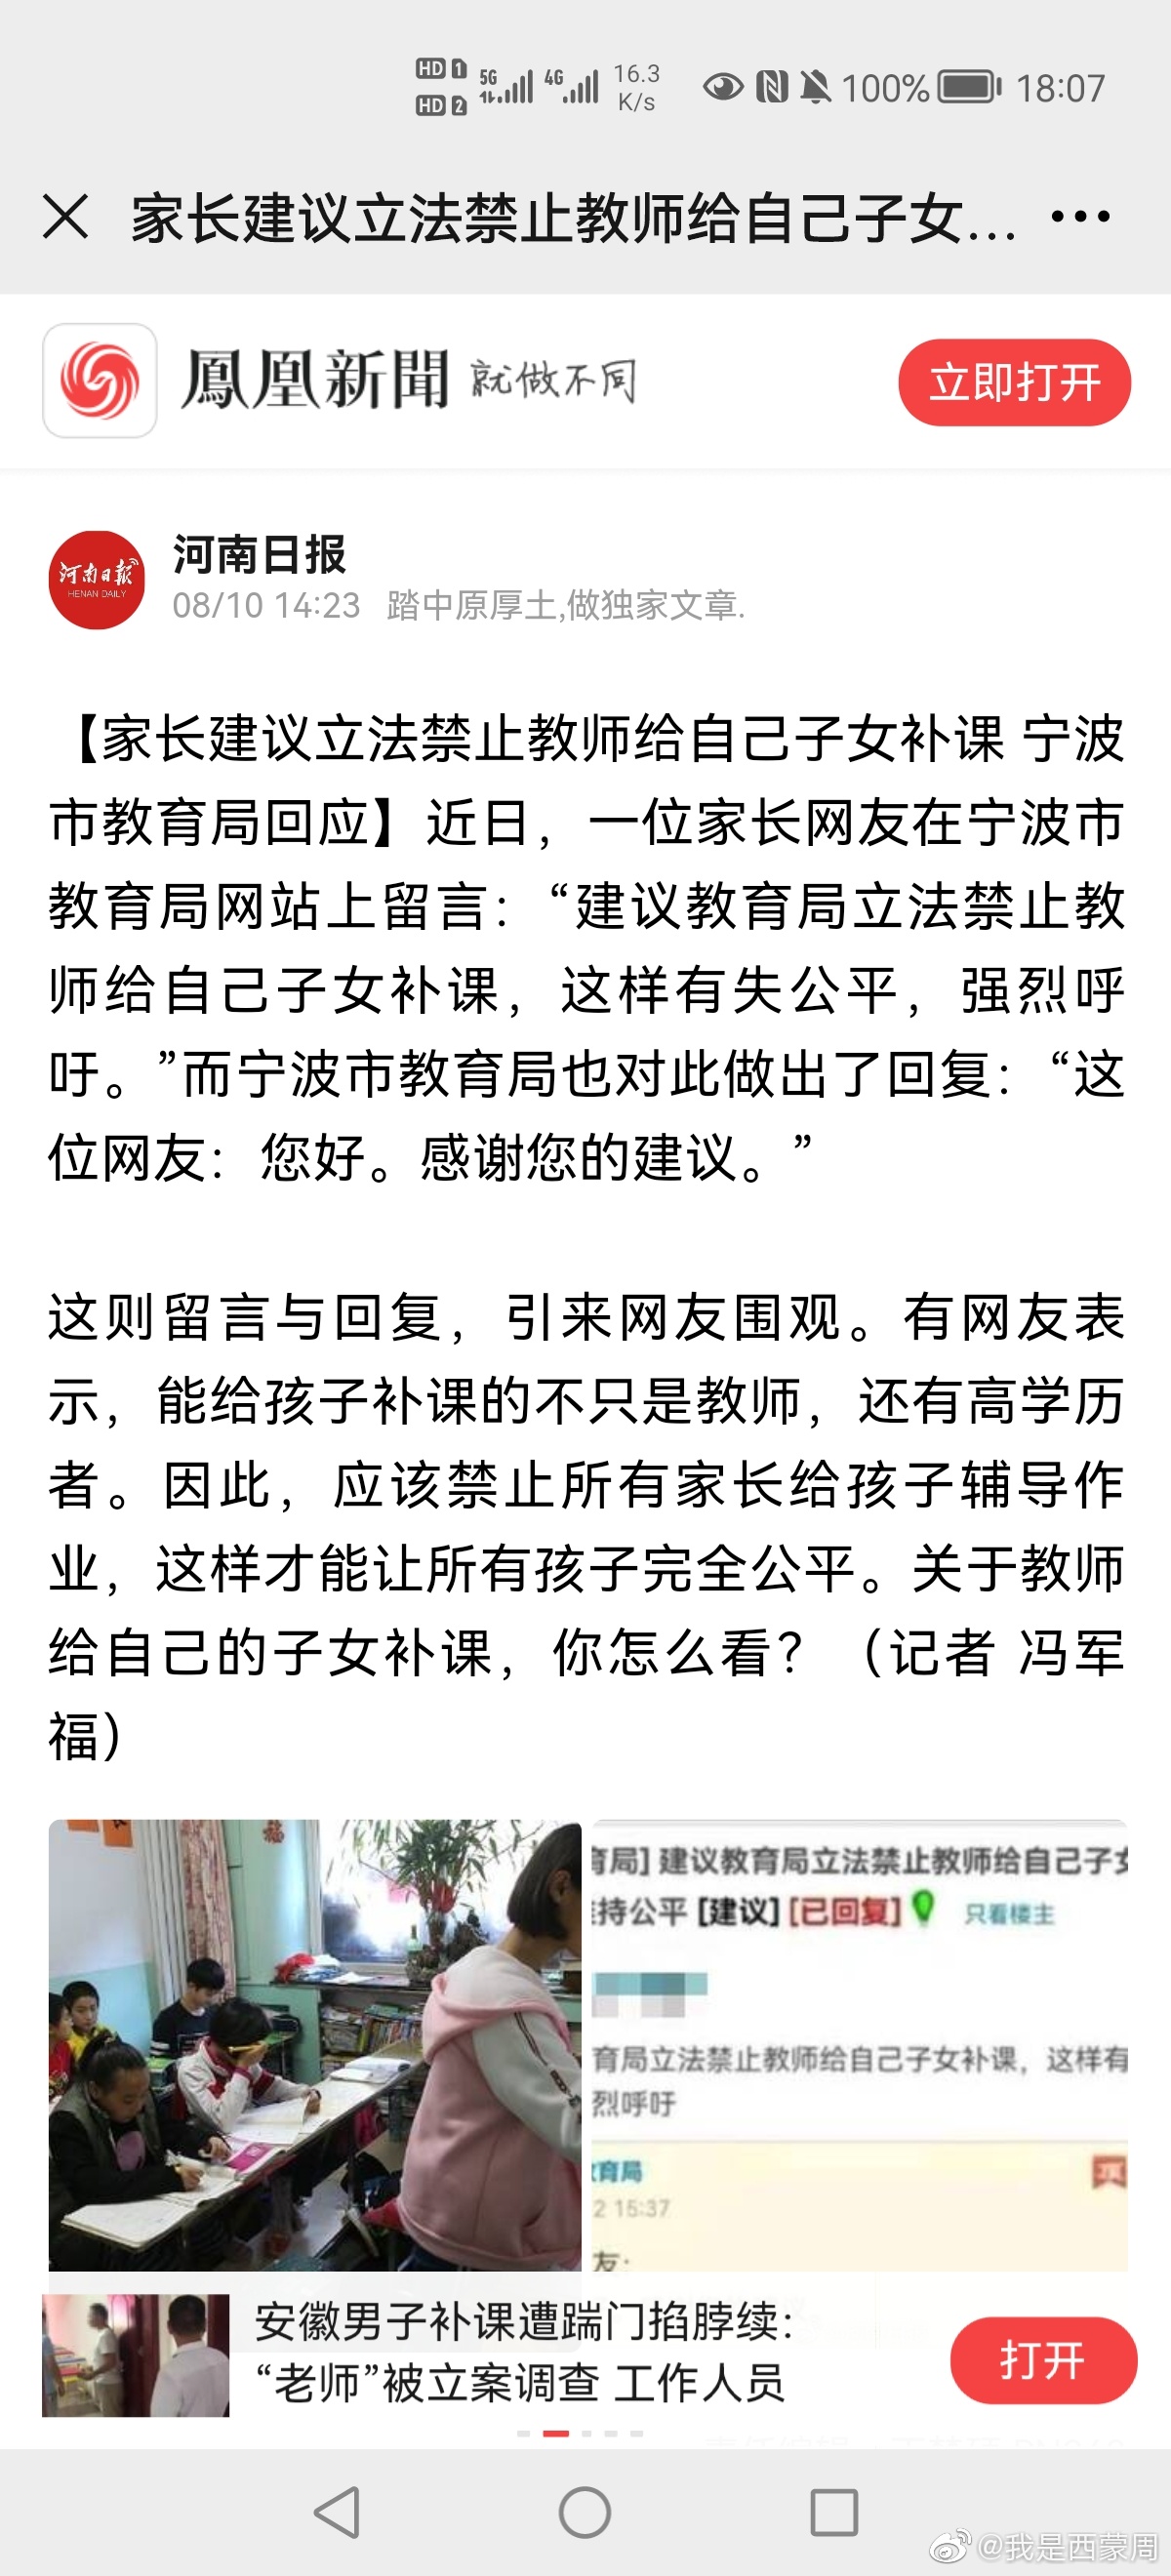 HD 1 5G 4G 16.3 100% 18:07
HD 2 K/s
家长建议立法禁止教师给自己子女...
鳳凰新聞 就做不同 立即打开
河南日报
HENAN DAILY
河南日报
08/10 14:23 踏中原厚土,做独家文章.
【家长建议立法禁止教师给自己子女补课 宁波
市教育局回应】近日，一位家长网友在宁波市
教育局网站上留言：“建议教育局立法禁止教
师给自己子女补课，这样有失公平，强烈呼
吁。”而宁波市教育局也对此做出了回复：“这
位网友：您好。感谢您的建议。”
这则留言与回复，引来网友围观。有网友表
示，能给孩子补课的不只是教师，还有高学历
者。因此，应该禁止所有家长给孩子辅导作
业，这样才能让所有孩子完全公平。关于教师
给自己的子女补课，你怎么看？（记者 冯军
福）
育局] 建议教育局立法禁止教师给自己子女
持公平 [建议] [已回复] 只看楼主
育局立法禁止教师给自己子女补课，这样有
烈呼吁
育局
2 15:37
友:
安徽男子补课遭踹门掐脖续：
“老师”被立案调查 工作人员
打开
@我是西蒙周